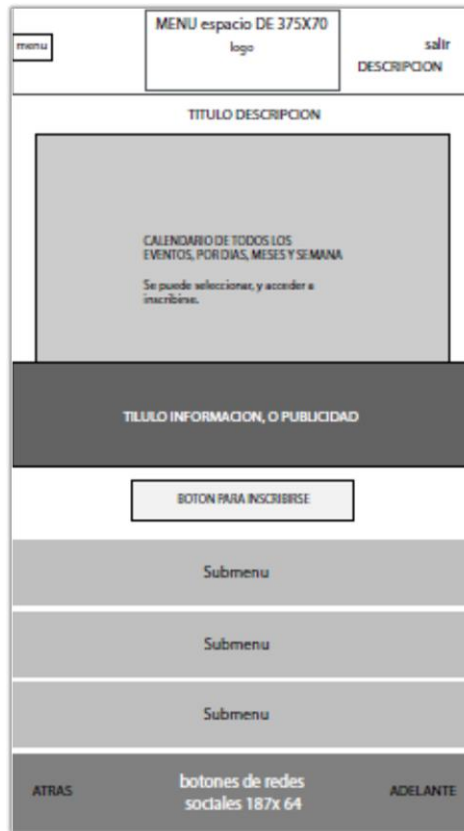 MENU espacio DE 375X70
menu
logo
salir
DESCRIPCION
TITULO DESCRIPCION
CALENDARIO DE TODOS LOS
EVENTOS, POR DIAS, MESES Y SEMANA
Se puede seleccionar, y acceder a
inscribirse.
TILULO INFORMACION, O PUBLICIDAD
BOTON PARA INSCRIBIRSE
Submenu
Submenu
Submenu
ATRAS
botones de redes
sociales 187x 64
ADELANTE